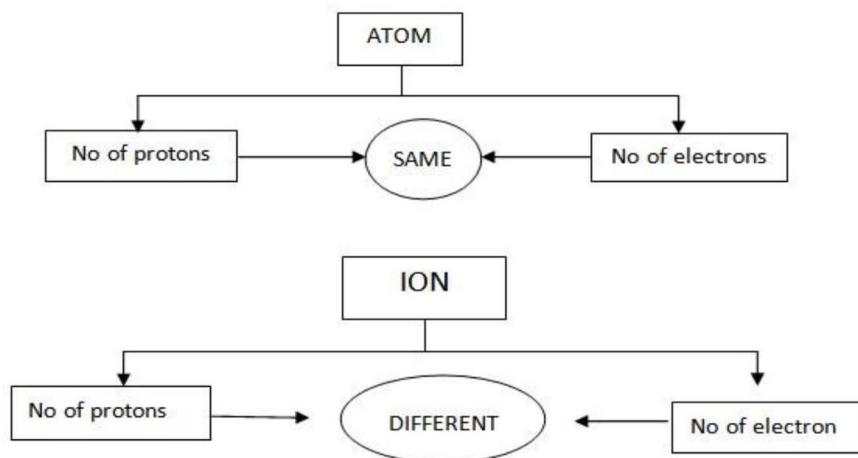 ATOM
No of protons
SAME
No of electrons
ION
No of protons
DIFFERENT
No of electron